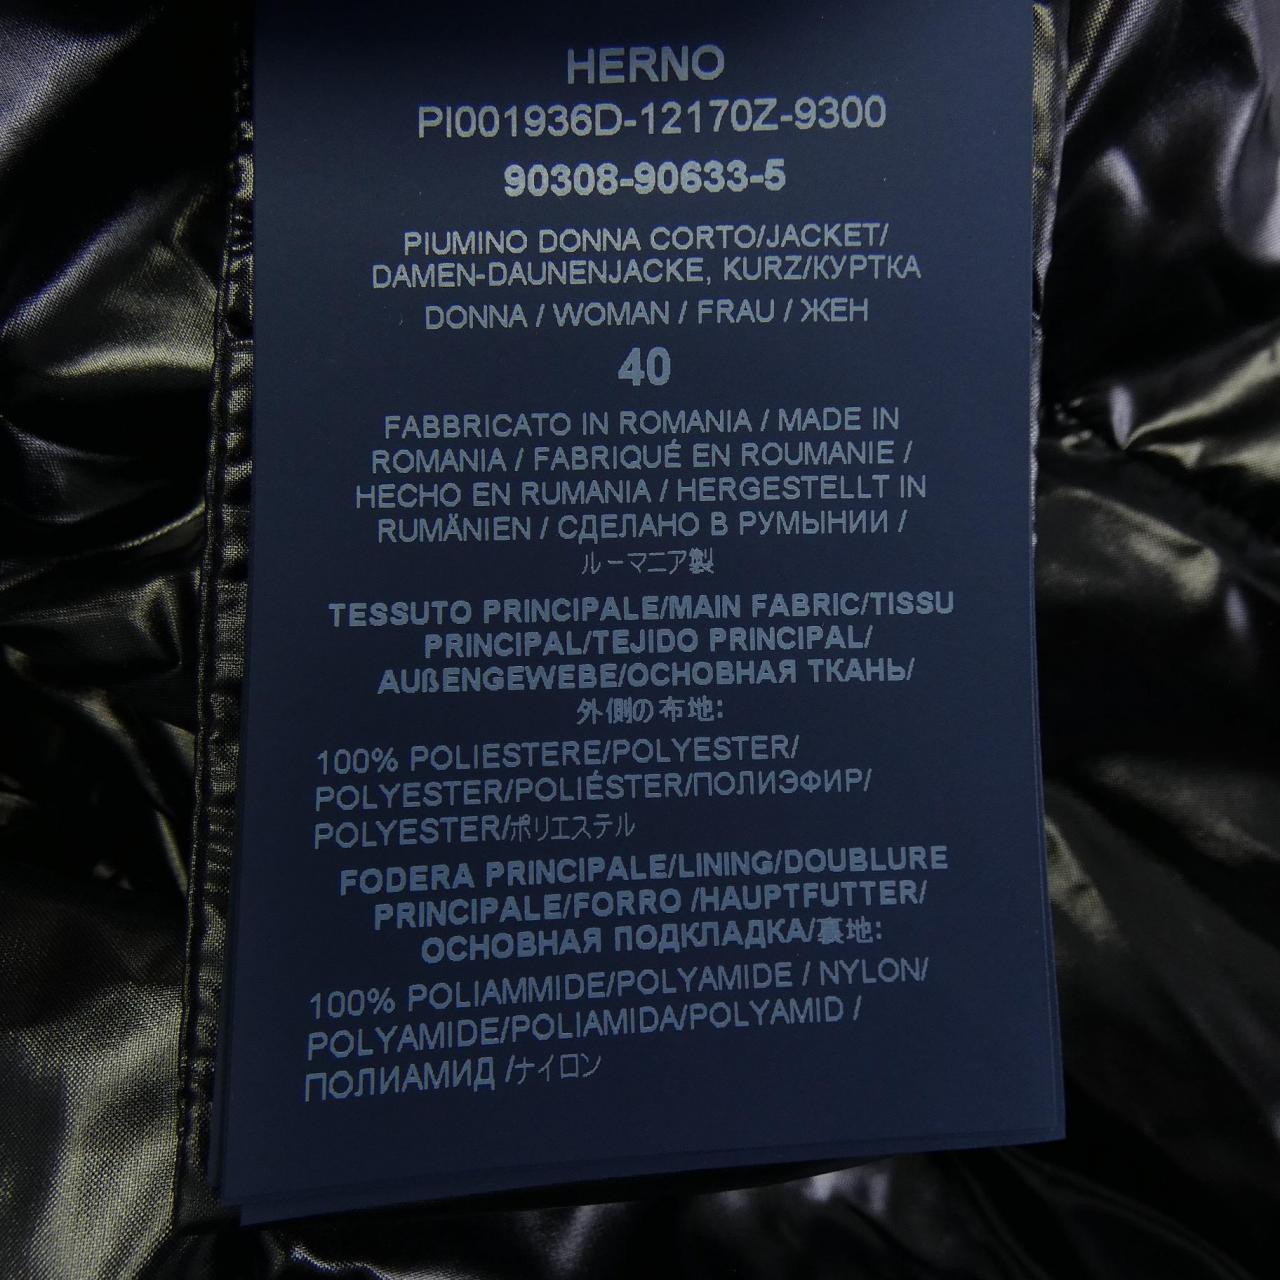 HERNO
PI001936D-12170Z-9300
90308-90633-5
PIUMINO DONNA CORTO/JACKET/
DAMEN-DAUNENJACKE, KURZ/КУРТКА
DONNA / WOMAN / FRAU / ЖЕН
40
FABBRICATO IN ROMANIA / MADE IN
ROMANIA / FABRIQUÉ EN ROUMANIE /
HECHO EN RUMANIA / HERGESTELLT IN
RUMÄNIEN / СДЕЛАНО В РУМЫНИИ /
ルーマニア製
TESSUTO PRINCIPALE/MAIN FABRIC/TISSU
PRINCIPAL/TEJIDO PRINCIPAL/
AUßENGEWEBE/ОСНОВНАЯ ТКАНЬ/
外側の布地:
100% POLIESTERE/POLYESTER/
POLYESTER/POLIÉSTER/ПОЛИЭФИР/
POLYESTER/ポリエステル
FODERA PRINCIPALE/LINING/DOUBLURE
PRINCIPALE/FORRO /HAUPTFUTTER/
ОСНОВНАЯ ПОДКЛАДКА/裏地:
100% POLIAMMIDE/POLYAMIDE / NYLON/
POLYAMIDE/POLIAMIDA/POLYAMID /
ПОЛИАМИД /ナイロン